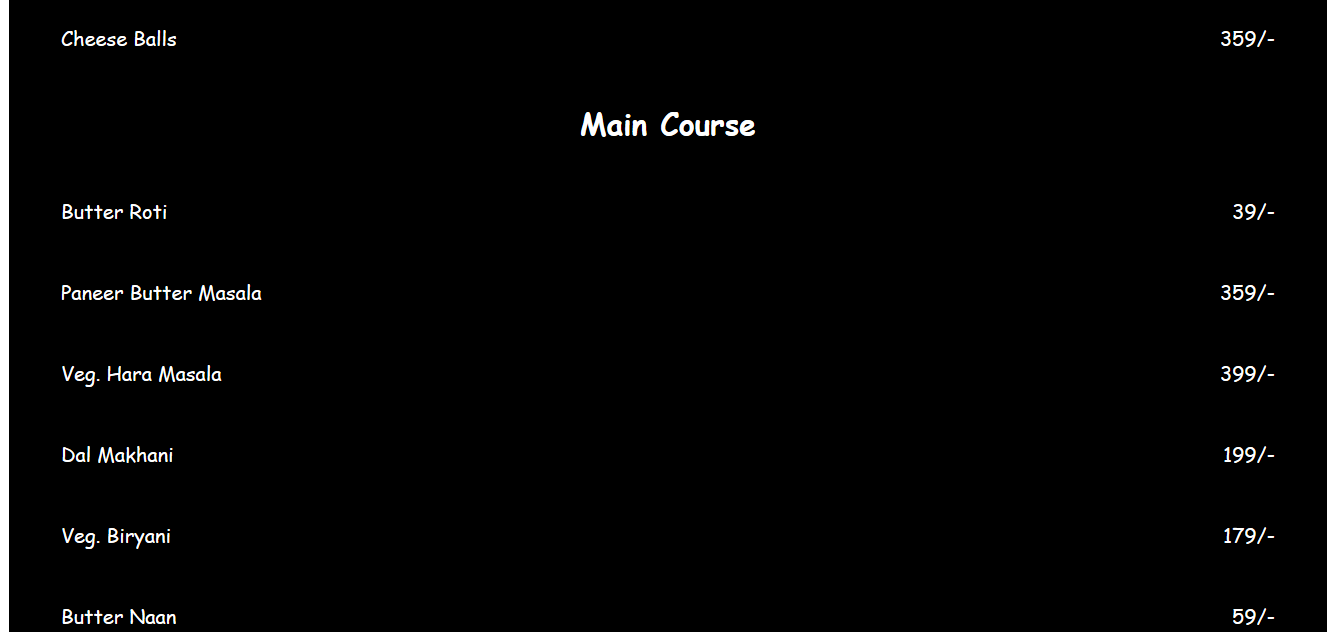 Cheese Balls 359/-
Main Course
Butter Roti 39/-
Paneer Butter Masala 359/-
Veg. Hara Masala 399/-
Dal Makhani 199/-
Veg. Biryani 179/-
Butter Naan 59/-